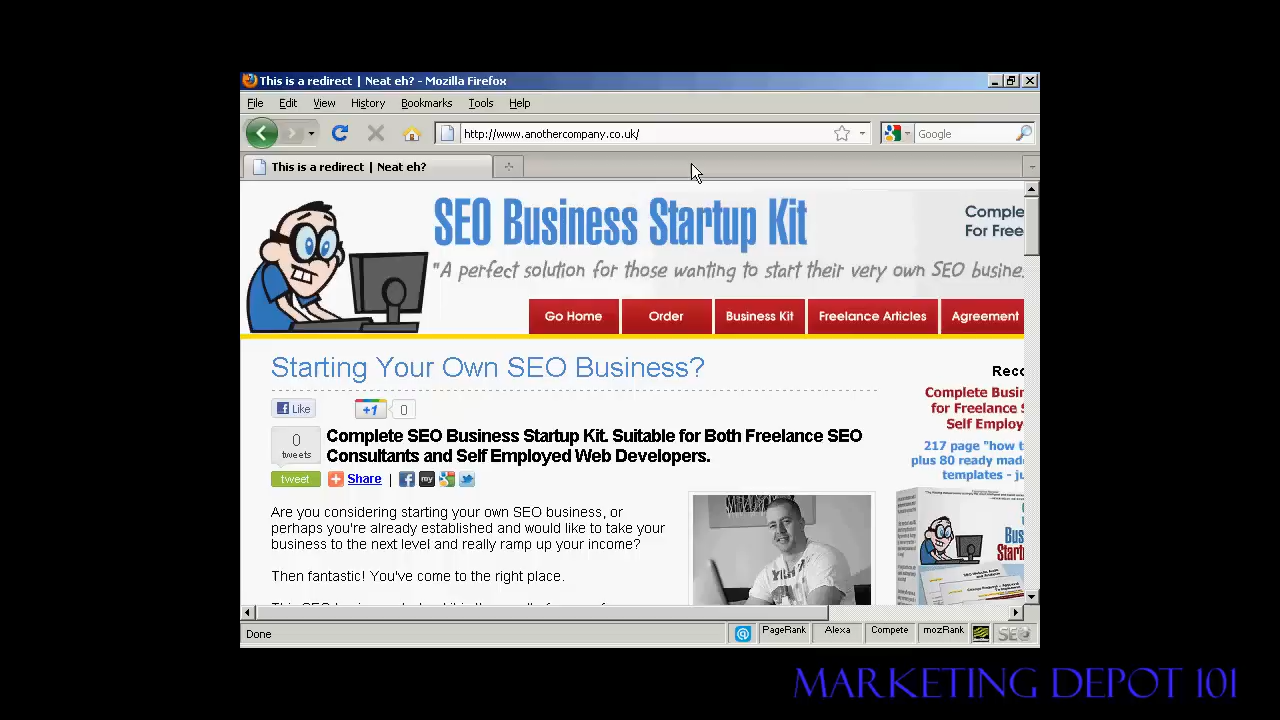 This is a redirect | Neat eh? - Mozilla Firefox
File Edit View History Bookmarks Tools Help
http://www.anothercompany.co.uk/
Google
This is a redirect | Neat eh?
SEO Business Startup Kit
Comple
For Free
"A perfect solution for those wanting to start their very own SEO busine
Go Home Order Business Kit Freelance Articles Agreement
Starting Your Own SEO Business?
Like
+1 0
0
tweets
tweet
Complete SEO Business Startup Kit. Suitable for Both Freelance SEO
Consultants and Self Employed Web Developers.
Share |
Are you considering starting your own SEO business, or
perhaps you're already established and would like to take your
business to the next level and really ramp up your income?
Then fantastic! You've come to the right place.
Reco
Complete Busin
for Freelance S
Self Employ
217 page "how t
plus 80 ready made
templates - ju
Done
PageRank Alexa Compete mozRank SEO
MARKETING DEPOT 101